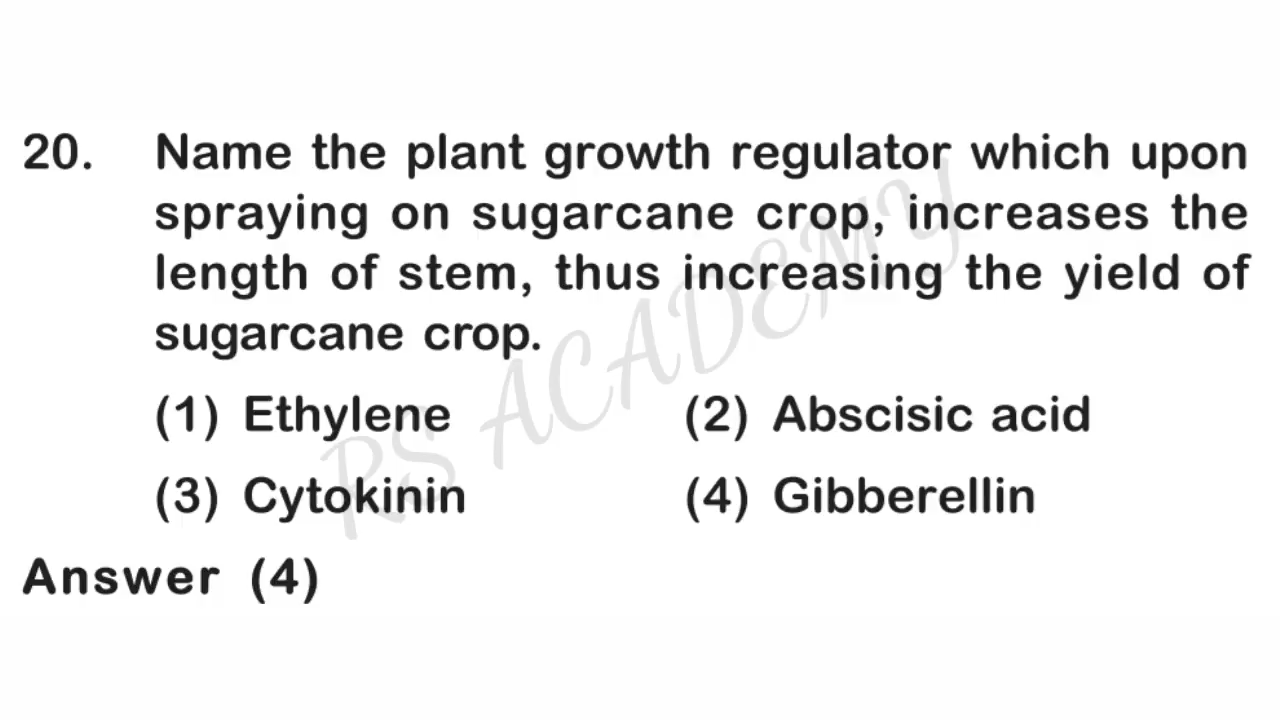 20. Name the plant growth regulator which upon
spraying on sugarcane crop, increases the
length of stem, thus increasing the yield of
sugarcane crop.
(1) Ethylene (2) Abscisic acid
(3) Cytokinin (4) Gibberellin
Answer (4)
RS ACADEMY